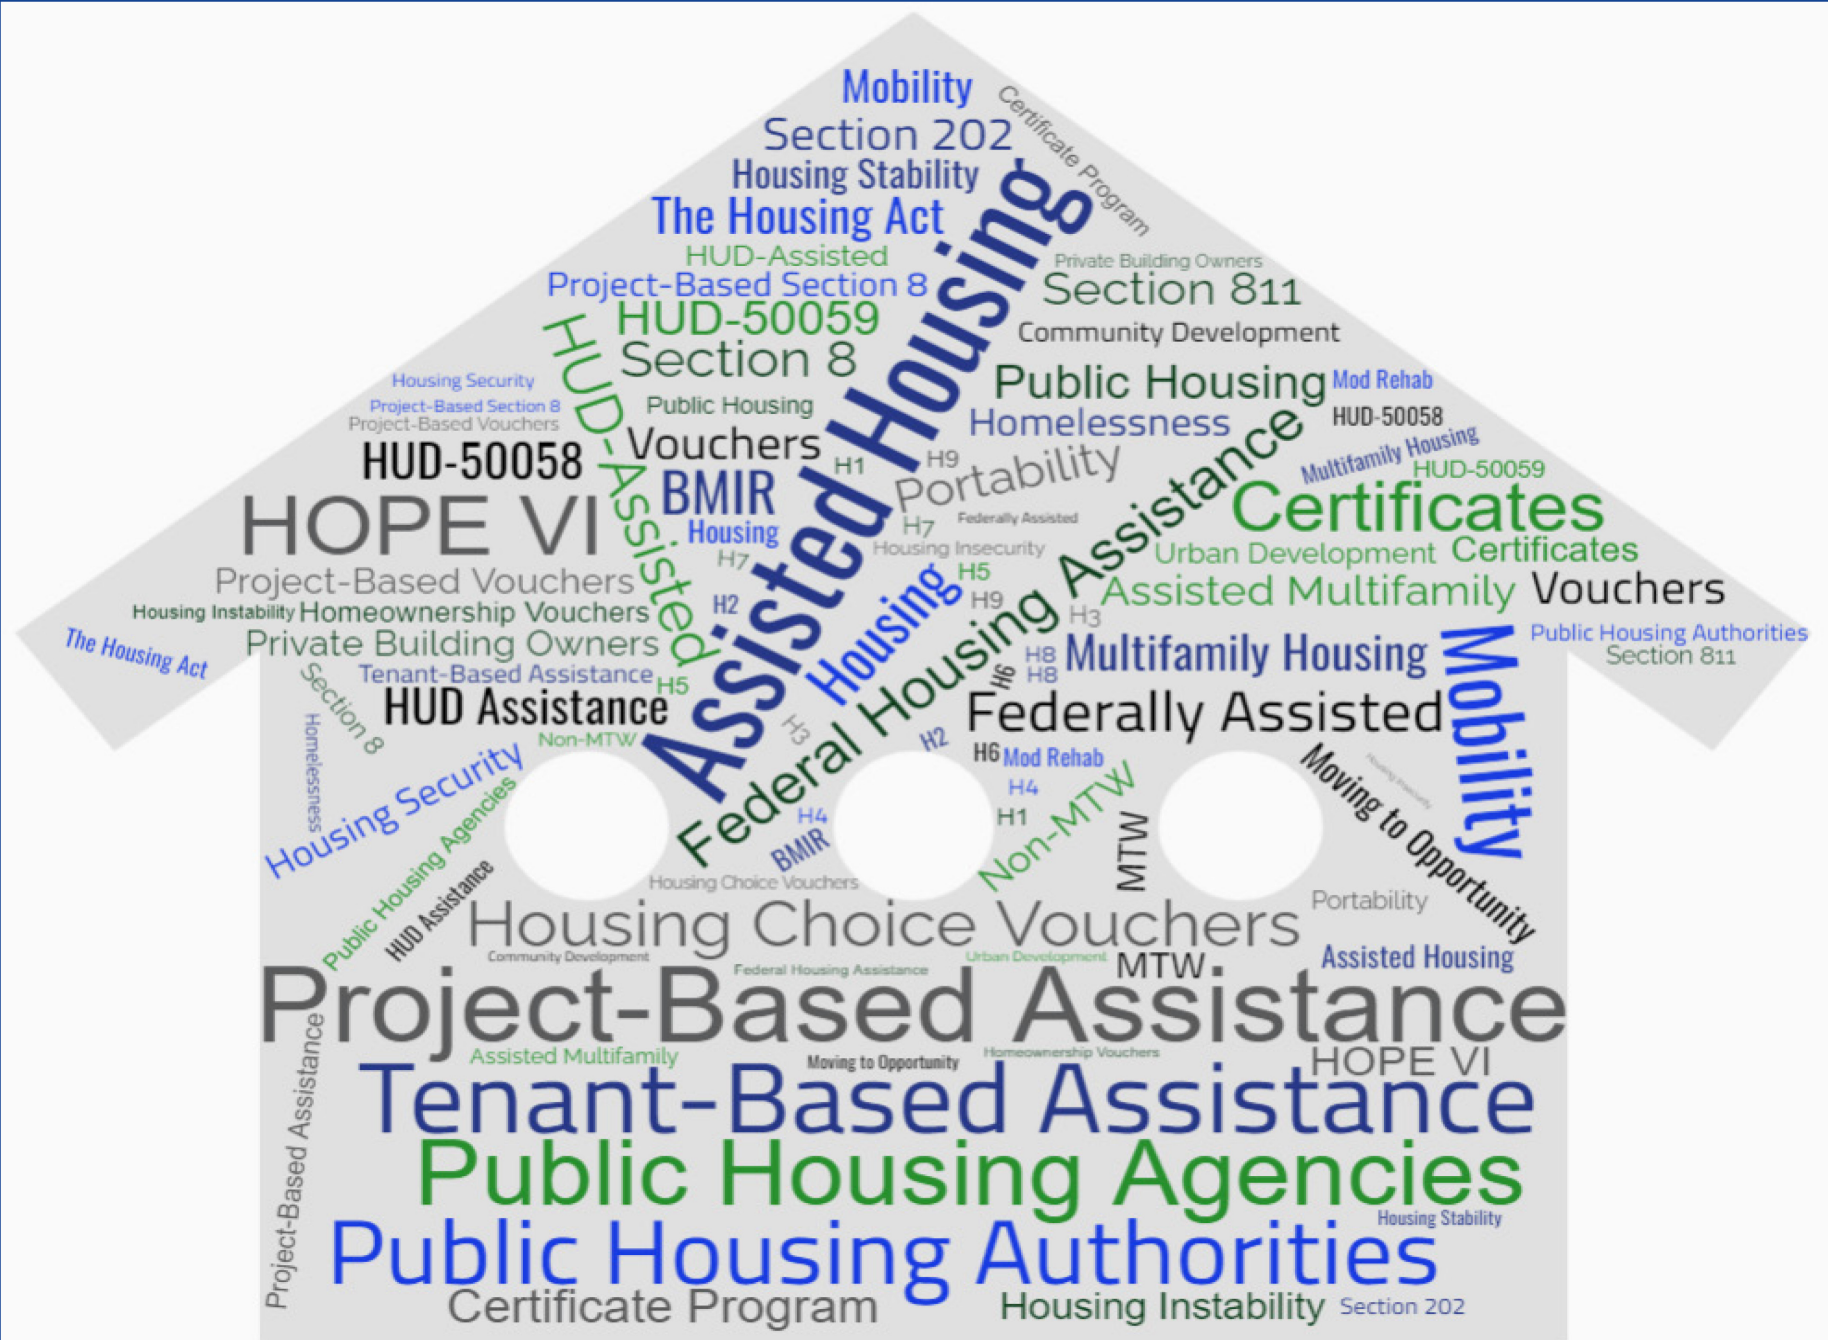 Mobility
Certificate Program
Section 202
Housing Stability
The Housing Act
HUD-Assisted
Private Building Owners
Project-Based Section 8
Section 811
HUD-50059
Community Development
Section 8
Assisted Housing
HUD-Assisted
Housing Security
Public Housing
Mod Rehab
Project-Based Section 8
Public Housing
HUD-50058
Project-Based Vouchers
Homelessness
Vouchers
Multifamily Housing
HUD-50058
H1
H9
Portability
HUD-50059
BMIR
Certificates
HOPE VI
Housing
H7
Federally Assisted
Housing Insecurity
Urban Development
Certificates
H7
H5
Project-Based Vouchers
Assisted Multifamily
Vouchers
H2
H9
H3
Housing Instability
Homeownership Vouchers
Housing
Federal Housing Assistance
The Housing Act
Private Building Owners
H8
Multifamily Housing
Mobility
Public Housing Authorities
Section 811
Section 8
Tenant-Based Assistance
H5
H6
H8
HUD Assistance
Federally Assisted
Homelessness
Non-MTW
H3
H2
H6
Mod Rehab
Moving to Opportunity
Housing Insecurity
Housing Security
H4
Non-MTW
Public Housing Agencies
H4
H1
MTW
BMIR
HUD Assistance
Housing Choice Vouchers
Portability
Housing Choice Vouchers
Community Development
Federal Housing Assistance
Urban Development
MTW
Assisted Housing
Project-Based Assistance
Project-Based Assistance
Assisted Multifamily
Moving to Opportunity
Homeownership Vouchers
HOPE VI
Tenant-Based Assistance
Public Housing Agencies
Housing Stability
Public Housing Authorities
Certificate Program
Housing Instability
Section 202